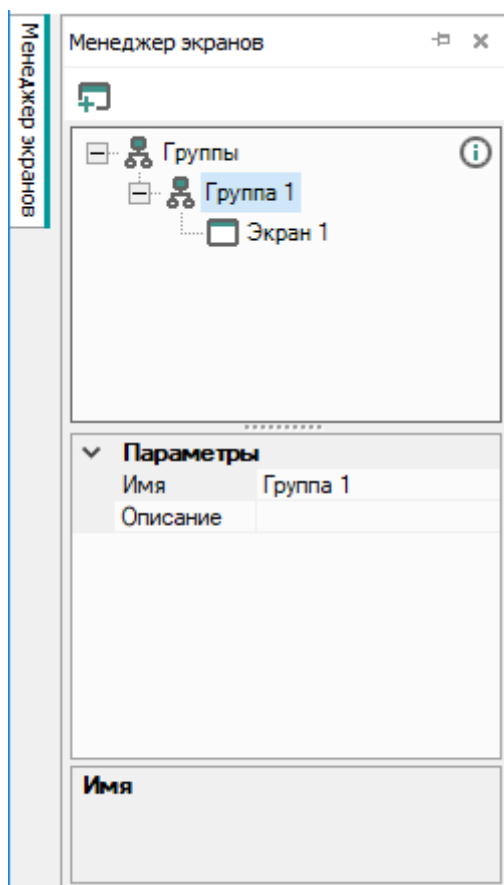 Менеджер экранов
Менеджер экранов
Группы
Группа 1
Экран 1
Параметры
Имя Группа 1
Описание
Имя